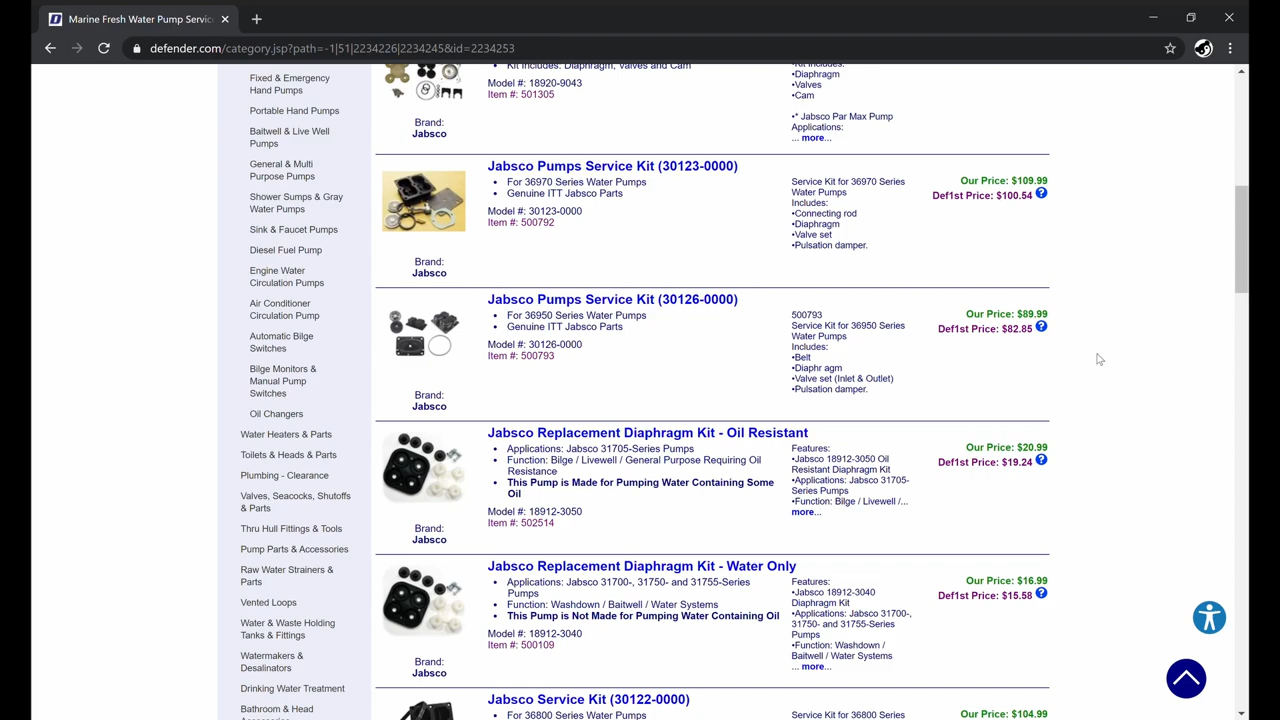 Marine Fresh Water Pump Servic
defender.com/category.jsp?path=-1|51|2234226|2234245&id=2234253
Fixed & Emergency
Hand Pumps
Portable Hand Pumps
Baitwell & Live Well
Pumps
General & Multi
Purpose Pumps
Shower Sumps & Gray
Water Pumps
Sink & Faucet Pumps
Diesel Fuel Pump
Engine Water
Circulation Pumps
Air Conditioner
Circulation Pump
Automatic Bilge
Switches
Bilge Monitors &
Manual Pump
Switches
Oil Changers
Water Heaters & Parts
Toilets & Heads & Parts
Plumbing - Clearance
Valves, Seacocks, Shutoffs
& Parts
Thru Hull Fittings & Tools
Pump Parts & Accessories
Raw Water Strainers &
Parts
Vented Loops
Water & Waste Holding
Tanks & Fittings
Watermakers &
Desalinators
Drinking Water Treatment
Bathroom & Head
Kit Includes: Diaphragm, Valves and Cam
Model #: 18920-9043
Item #: 501305
Brand:
Jabsco
Kit Includes:
•Diaphragm
•Valves
•Cam
•* Jabsco Par Max Pump
Applications:
... more...
Jabsco Pumps Service Kit (30123-0000)
• For 36970 Series Water Pumps
• Genuine ITT Jabsco Parts
Model #: 30123-0000
Item #: 500792
Brand:
Jabsco
Service Kit for 36970 Series
Water Pumps
Includes:
•Connecting rod
•Diaphragm
•Valve set
•Pulsation damper.
Our Price: $109.99
Def1st Price: $100.54 ?
Jabsco Pumps Service Kit (30126-0000)
• For 36950 Series Water Pumps
• Genuine ITT Jabsco Parts
Model #: 30126-0000
Item #: 500793
Brand:
Jabsco
500793
Service Kit for 36950 Series
Water Pumps
Includes:
•Belt
•Diaphr agm
•Valve set (Inlet & Outlet)
•Pulsation damper.
Our Price: $89.99
Def1st Price: $82.85 ?
Jabsco Replacement Diaphragm Kit - Oil Resistant
• Applications: Jabsco 31705-Series Pumps
• Function: Bilge / Livewell / General Purpose Requiring Oil
Resistance
• This Pump is Made for Pumping Water Containing Some
Oil
Model #: 18912-3050
Item #: 502514
Brand:
Jabsco
Features:
•Jabsco 18912-3050 Oil
Resistant Diaphragm Kit
•Applications: Jabsco 31705-
Series Pumps
•Function: Bilge / Livewell /...
more...
Our Price: $20.99
Def1st Price: $19.24 ?
Jabsco Replacement Diaphragm Kit - Water Only
• Applications: Jabsco 31700-, 31750- and 31755-Series
Pumps
• Function: Washdown / Baitwell / Water Systems
• This Pump is Not Made for Pumping Water Containing Oil
Model #: 18912-3040
Item #: 500109
Brand:
Jabsco
Features:
•Jabsco 18912-3040
Diaphragm Kit
•Applications: Jabsco 31700-,
31750- and 31755-Series
Pumps
•Function: Washdown /
Baitwell / Water Systems
... more...
Our Price: $16.99
Def1st Price: $15.58 ?
Jabsco Service Kit (30122-0000)
• For 36800 Series Water Pumps
Service Kit for 36800 Series
Our Price: $104.99